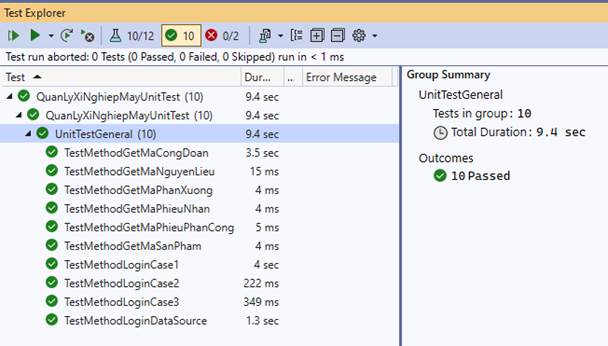 Test Explorer
10/12 10 0/2
Test run aborted: 0 Tests (0 Passed, 0 Failed, 0 Skipped) run in < 1 ms
Test Dur... .. Error Message
QuanLyXiNghiepMayUnitTest (10) 9.4 sec
QuanLyXiNghiepMayUnitTest (10) 9.4 sec
UnitTestGeneral (10) 9.4 sec
TestMethodGetMaCongDoan 3.5 sec
TestMethodGetMaNguyenLieu 15 ms
TestMethodGetMaPhanXuong 4 ms
TestMethodGetMaPhieuNhan 4 ms
TestMethodGetMaPhieuPhanCong 5 ms
TestMethodGetMaSanPham 4 ms
TestMethodLoginCase1 4 sec
TestMethodLoginCase2 222 ms
TestMethodLoginCase3 349 ms
TestMethodLoginDataSource 1.3 sec
Group Summary
UnitTestGeneral
Tests in group: 10
Total Duration: 9.4 sec
Outcomes
10 Passed